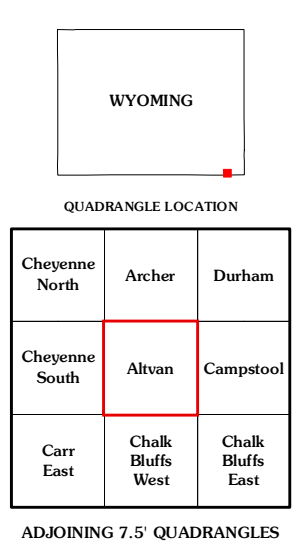 WYOMING
QUADRANGLE LOCATION
Cheyenne
North
Archer
Durham
Cheyenne
South
Altvan
Campstool
Carr
East
Chalk
Bluffs
West
Chalk
Bluffs
East
ADJOINING 7.5' QUADRANGLES